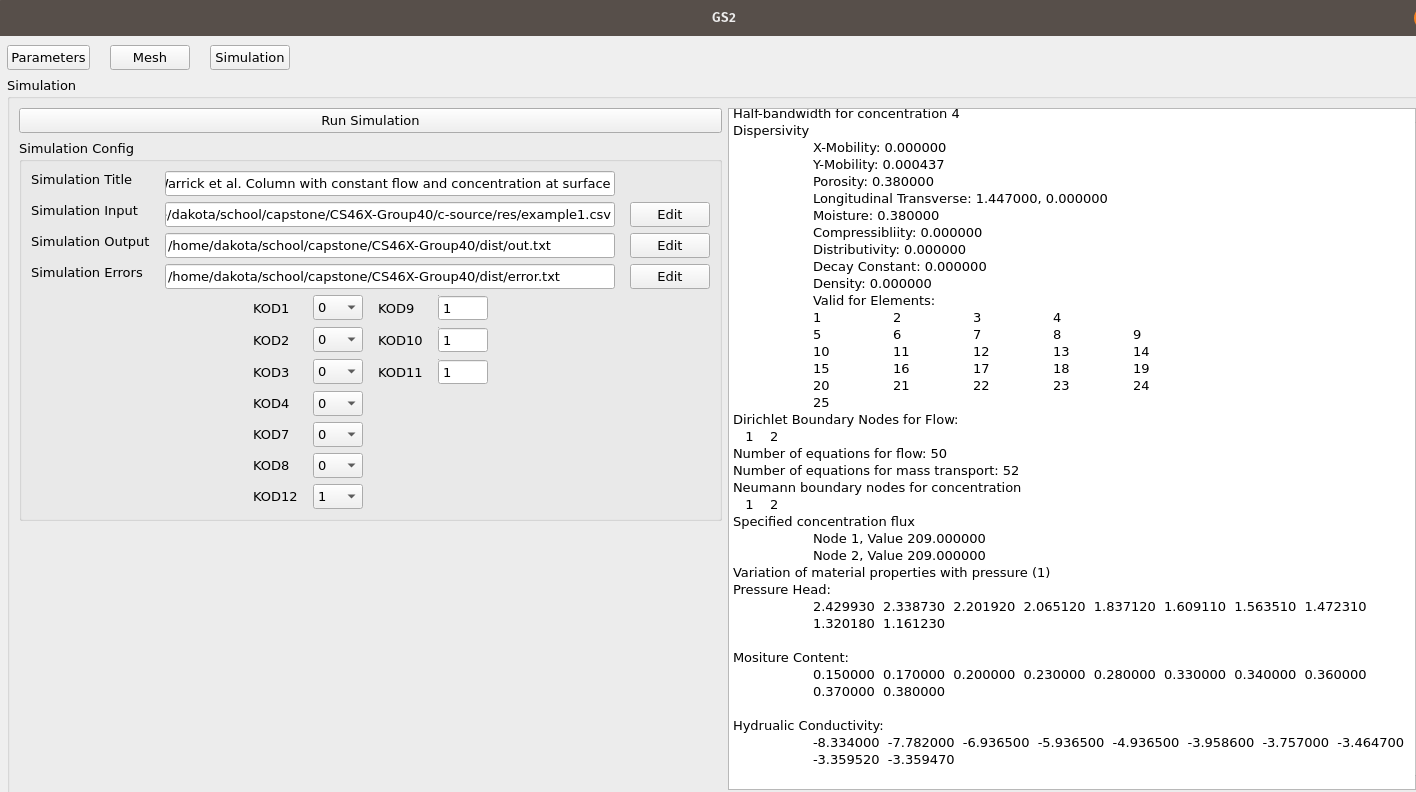 GS2
Parameters Mesh Simulation
Simulation
Run Simulation
Simulation Config
Simulation Title arrick et al. Column with constant flow and concentration at surface
Simulation Input /dakota/school/capstone/CS46X-Group40/c-source/res/example1.csv Edit
Simulation Output /home/dakota/school/capstone/CS46X-Group40/dist/out.txt Edit
Simulation Errors /home/dakota/school/capstone/CS46X-Group40/dist/error.txt Edit
KOD1 0 KOD9 1
KOD2 0 KOD10 1
KOD3 0 KOD11 1
KOD4 0
KOD7 0
KOD8 0
KOD12 1
Half-bandwidth for concentration 4
Dispersivity
X-Mobility: 0.000000
Y-Mobility: 0.000437
Porosity: 0.380000
Longitudinal Transverse: 1.447000, 0.000000
Moisture: 0.380000
Compressibliity: 0.000000
Distributivity: 0.000000
Decay Constant: 0.000000
Density: 0.000000
Valid for Elements:
1 2 3 4
5 6 7 8 9
10 11 12 13 14
15 16 17 18 19
20 21 22 23 24
25
Dirichlet Boundary Nodes for Flow:
1 2
Number of equations for flow: 50
Number of equations for mass transport: 52
Neumann boundary nodes for concentration
1 2
Specified concentration flux
Node 1, Value 209.000000
Node 2, Value 209.000000
Variation of material properties with pressure (1)
Pressure Head:
2.429930 2.338730 2.201920 2.065120 1.837120 1.609110 1.563510 1.472310
1.320180 1.161230
Mositure Content:
0.150000 0.170000 0.200000 0.230000 0.280000 0.330000 0.340000 0.360000
0.370000 0.380000
Hydrualic Conductivity:
-8.334000 -7.782000 -6.936500 -5.936500 -4.936500 -3.958600 -3.757000 -3.464700
-3.359520 -3.359470